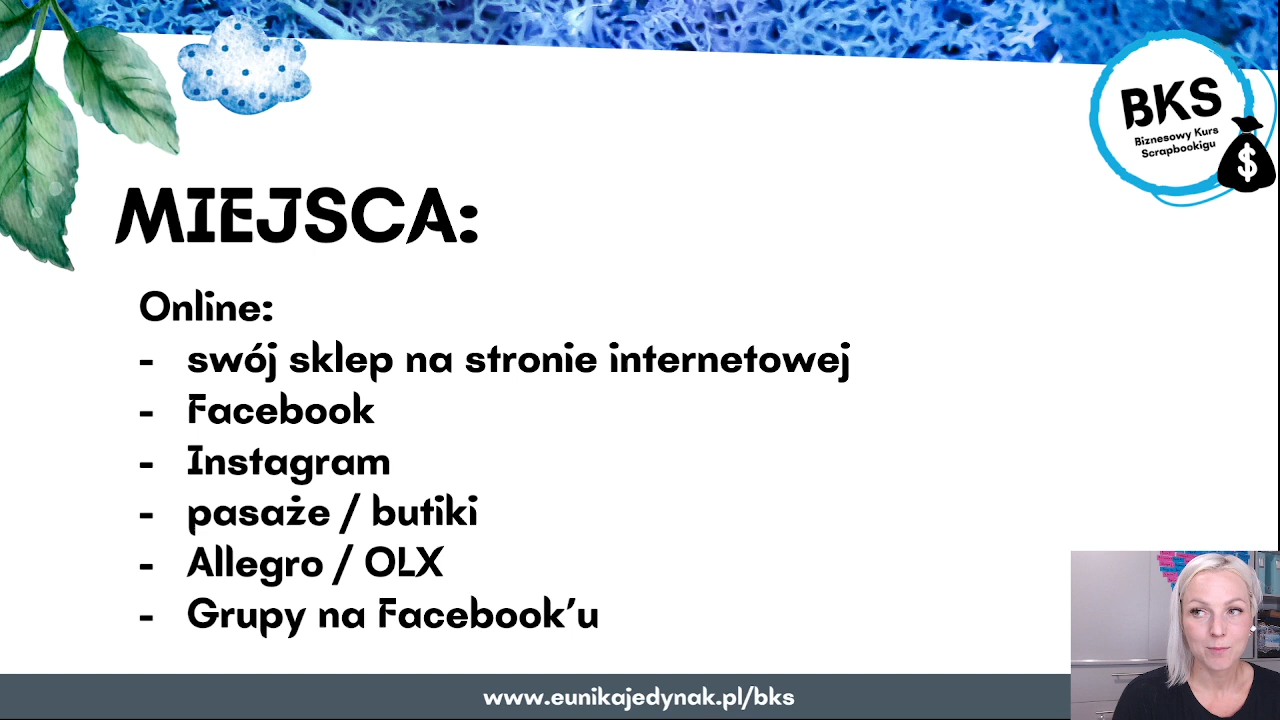 BKS
Biznesowy Kurs
Scrapbookigu
$
MIEJSCA:
Online:
- swój sklep na stronie internetowej
- Facebook
- Instagram
- pasaże / butiki
- Allegro / OLX
- Grupy na Facebook’u
www.eunikajedynak.pl/bks